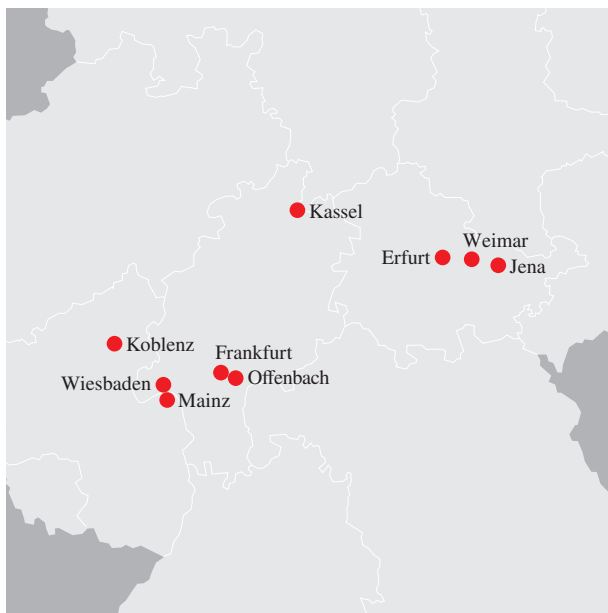 Kassel
Weimar
Erfurt
Jena
Koblenz
Frankfurt
Wiesbaden
Offenbach
Mainz